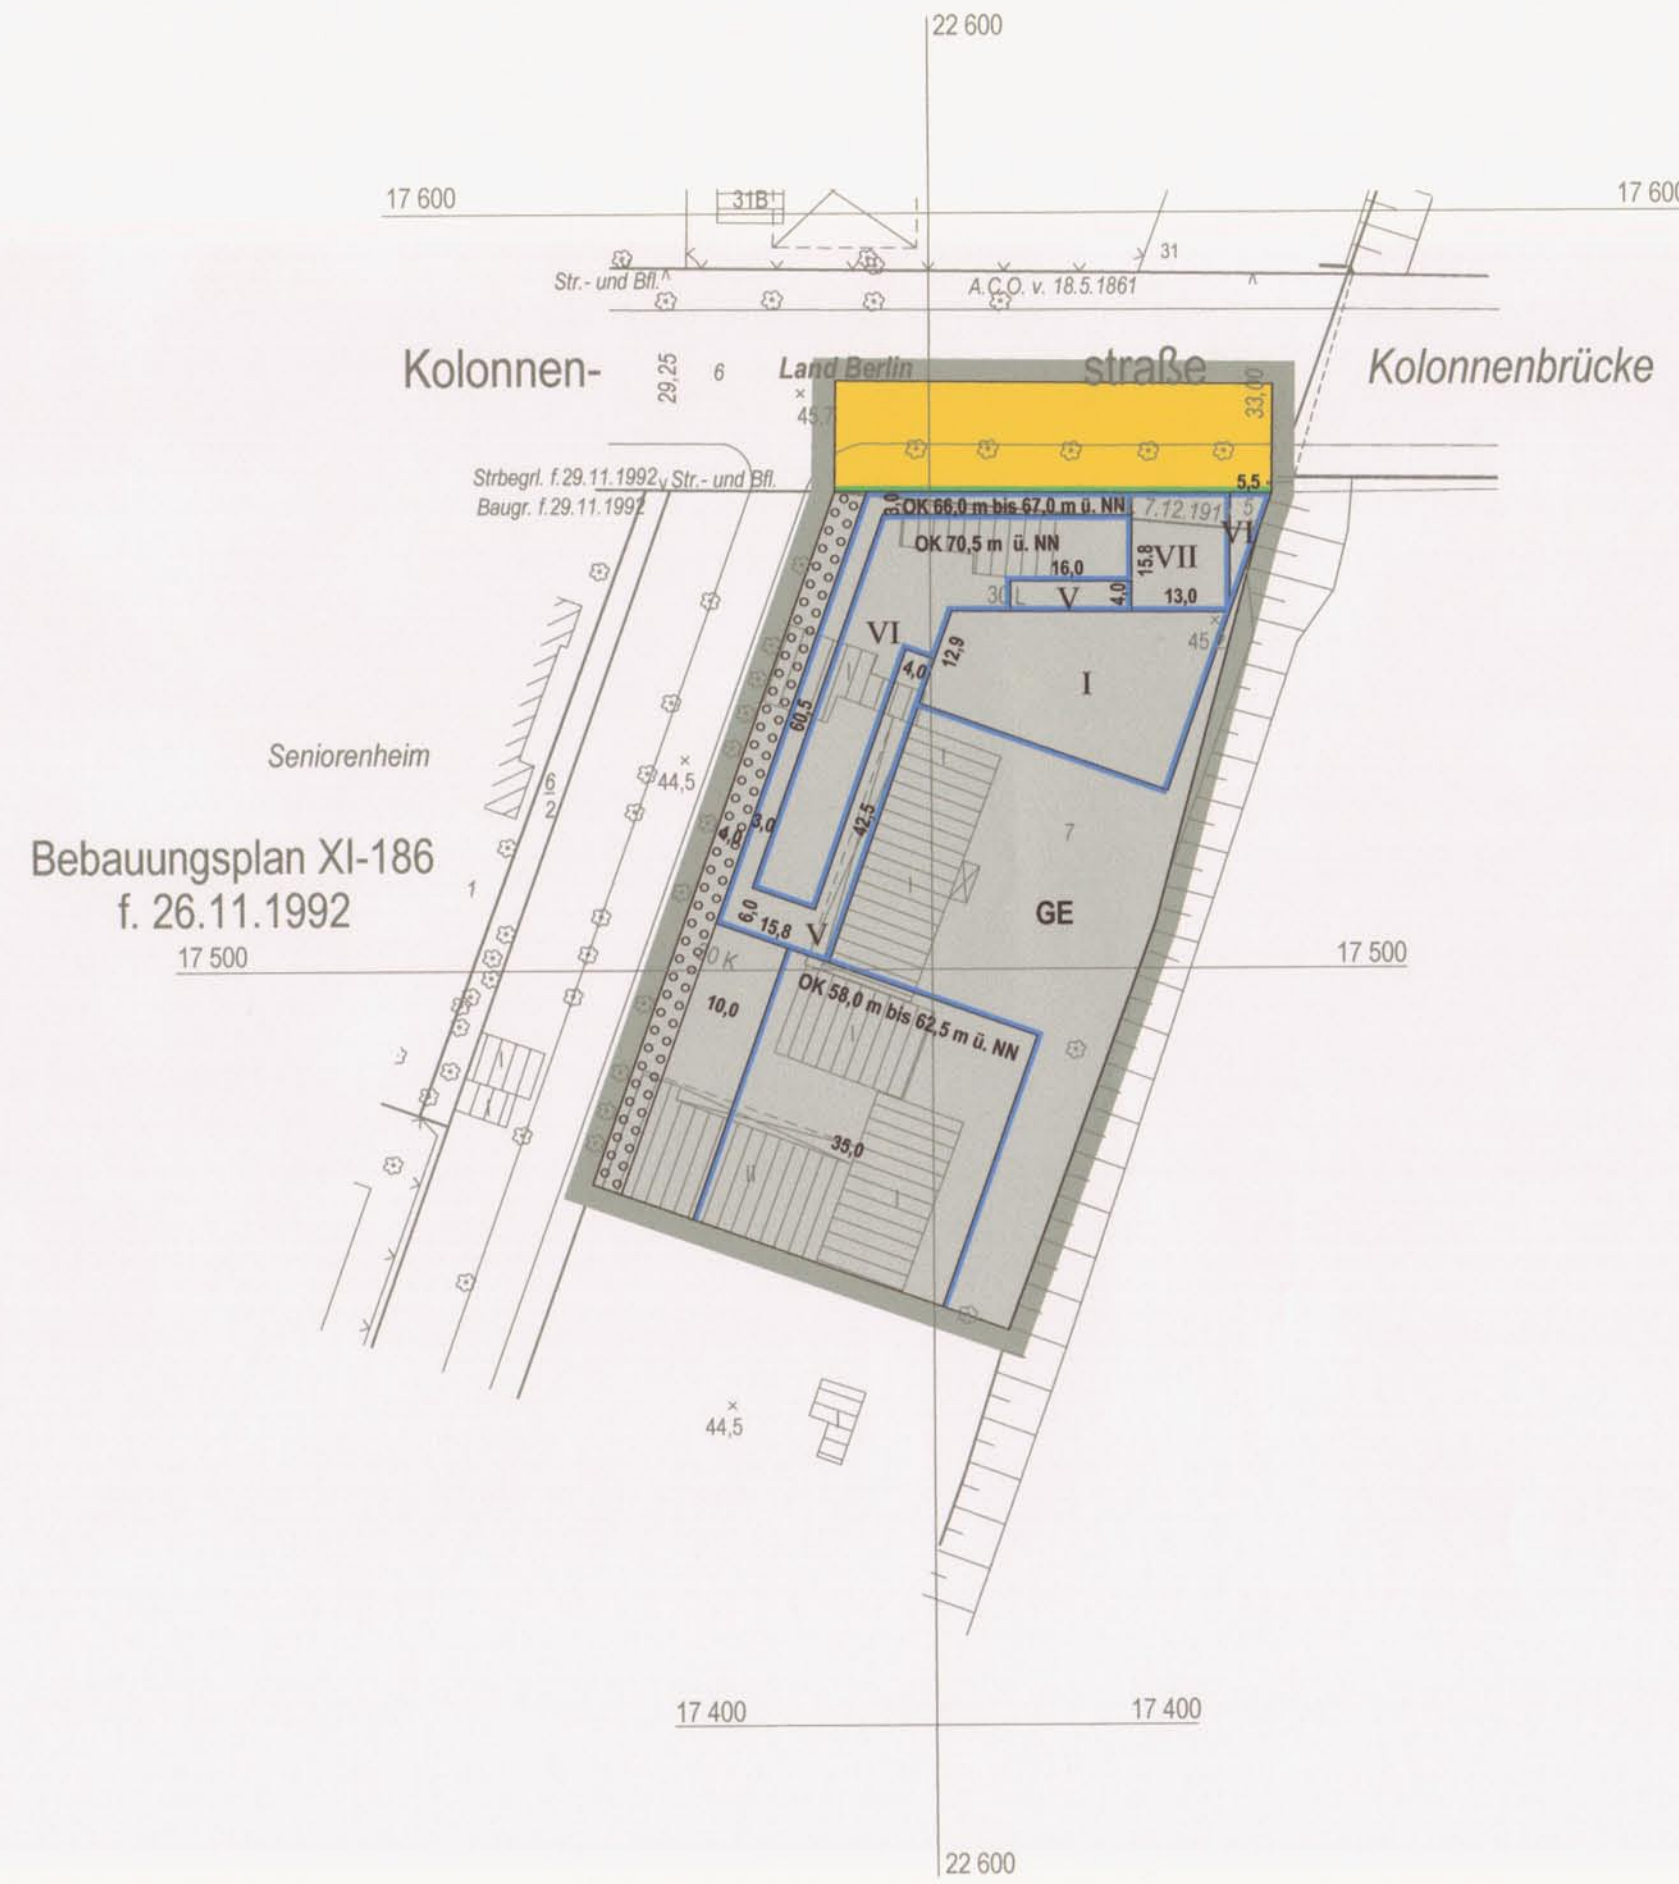 22 600
17 600
17 600
31B
31
Str.- und Bfl.
A.C.O. v. 18.5.1861
Kolonnen-
29,25
6
Land Berlin
straße
33,00
Kolonnenbrücke
45,7
Strbegrl. f.29.11.1992
Str.- und Bfl.
5,5
Baugr. f.29.11.1992
3,0
OK 66,0 m bis 67,0 m ü. NN
7.12.191
5
VI
OK 70,5 m ü. NN
15.8
VII
16,0
30 L
V
4,0
13,0
VI
12,9
45
4,0
I
60,5
Seniorenheim
44,5
6
2
42,5
3,0
4,0
7
Bebauungsplan XI-186
f. 26.11.1992
1
GE
6,0
15,8
V
17 500
17 500
0 K
10,0
OK 58,0 m bis 62,5 m ü. NN
I
35,0
II
44,5
17 400
17 400
22 600